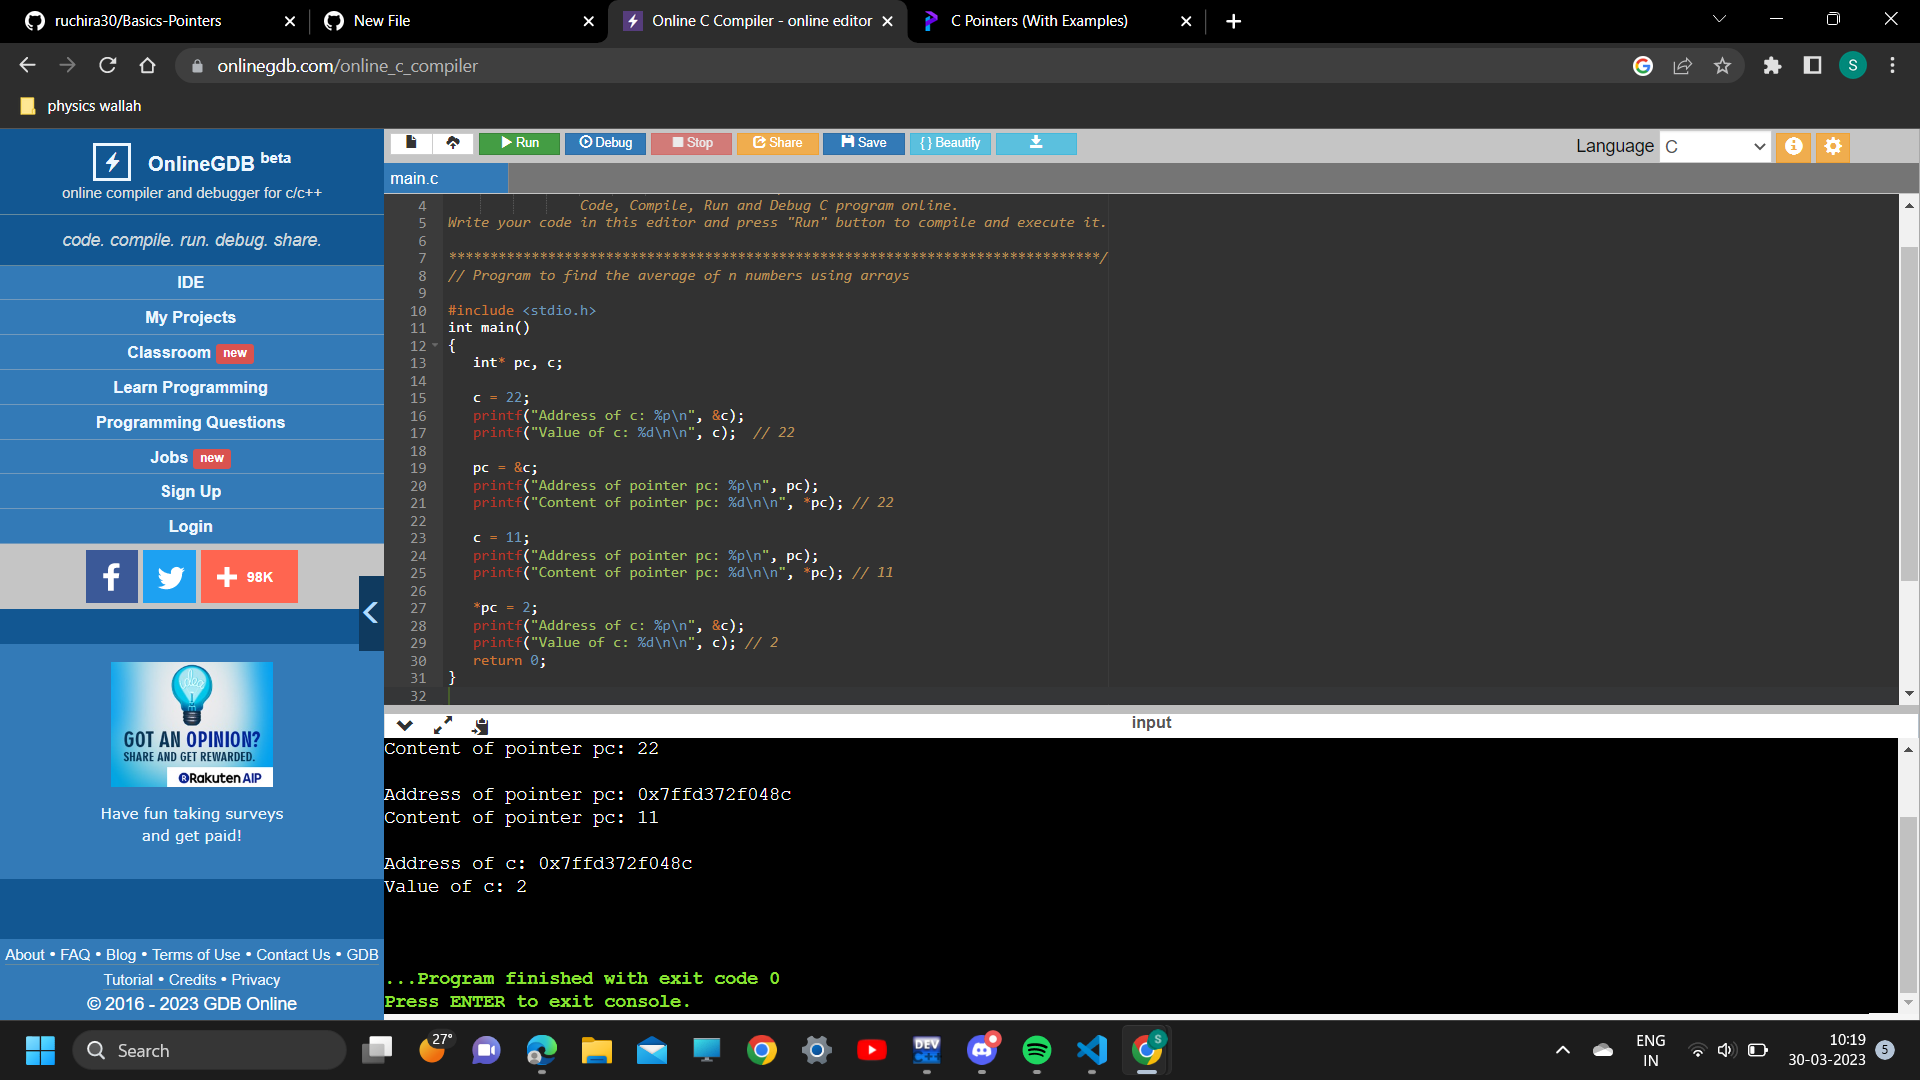 ruchira30/Basics-Pointers
New File
Online C Compiler - online editor
C Pointers (With Examples)
onlinegdb.com/online_c_compiler
S
physics wallah
OnlineGDB beta
online compiler and debugger for c/c++
code. compile. run. debug. share.
IDE
My Projects
Classroom new
Learn Programming
Programming Questions
Jobs new
Sign Up
Login
98K
GOT AN OPINION?
SHARE AND GET REWARDED.
Rakuten AIP
Have fun taking surveys
and get paid!
About • FAQ • Blog • Terms of Use • Contact Us • GDB
Tutorial • Credits • Privacy
© 2016 - 2023 GDB Online
Run Debug Stop Share Save { } Beautify
Language C
main.c
4 Code, Compile, Run and Debug C program online.
5 Write your code in this editor and press "Run" button to compile and execute it.
6
7 *******************************************************************************/
8 // Program to find the average of n numbers using arrays
9
10 #include <stdio.h>
11 int main()
12 {
13 int* pc, c;
14
15 c = 22;
16 printf("Address of c: %p\n", &c);
17 printf("Value of c: %d\n\n", c);  // 22
18
19 pc = &c;
20 printf("Address of pointer pc: %p\n", pc);
21 printf("Content of pointer pc: %d\n\n", *pc); // 22
22
23 c = 11;
24 printf("Address of pointer pc: %p\n", pc);
25 printf("Content of pointer pc: %d\n\n", *pc); // 11
26
27 *pc = 2;
28 printf("Address of c: %p\n", &c);
29 printf("Value of c: %d\n\n", c); // 2
30 return 0;
31 }
32
input
Content of pointer pc: 22
Address of pointer pc: 0x7ffd372f048c
Content of pointer pc: 11
Address of c: 0x7ffd372f048c
Value of c: 2
...Program finished with exit code 0
Press ENTER to exit console.
Search
27°
DEV
C++
S
ENG
IN
10:19
30-03-2023
5